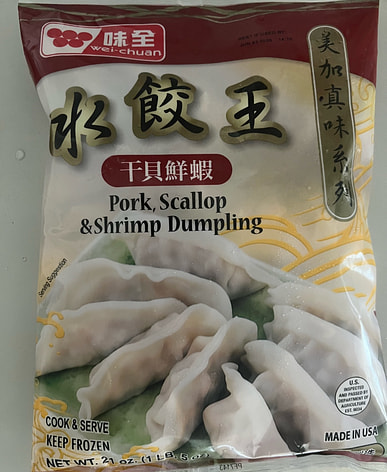 味全
wei-chuan
美加真味系列
水餃王
干貝鮮蝦
Pork, Scallop
&Shrimp Dumpling
Serving Suggestion
U.S.
INSPECTED
AND PASSED BY
DEPARTMENT OF
AGRICULTURE
COOK & SERVE
KEEP FROZEN
MADE IN USA
NET WT. 21 oz. (1 LB. 5 oz.)